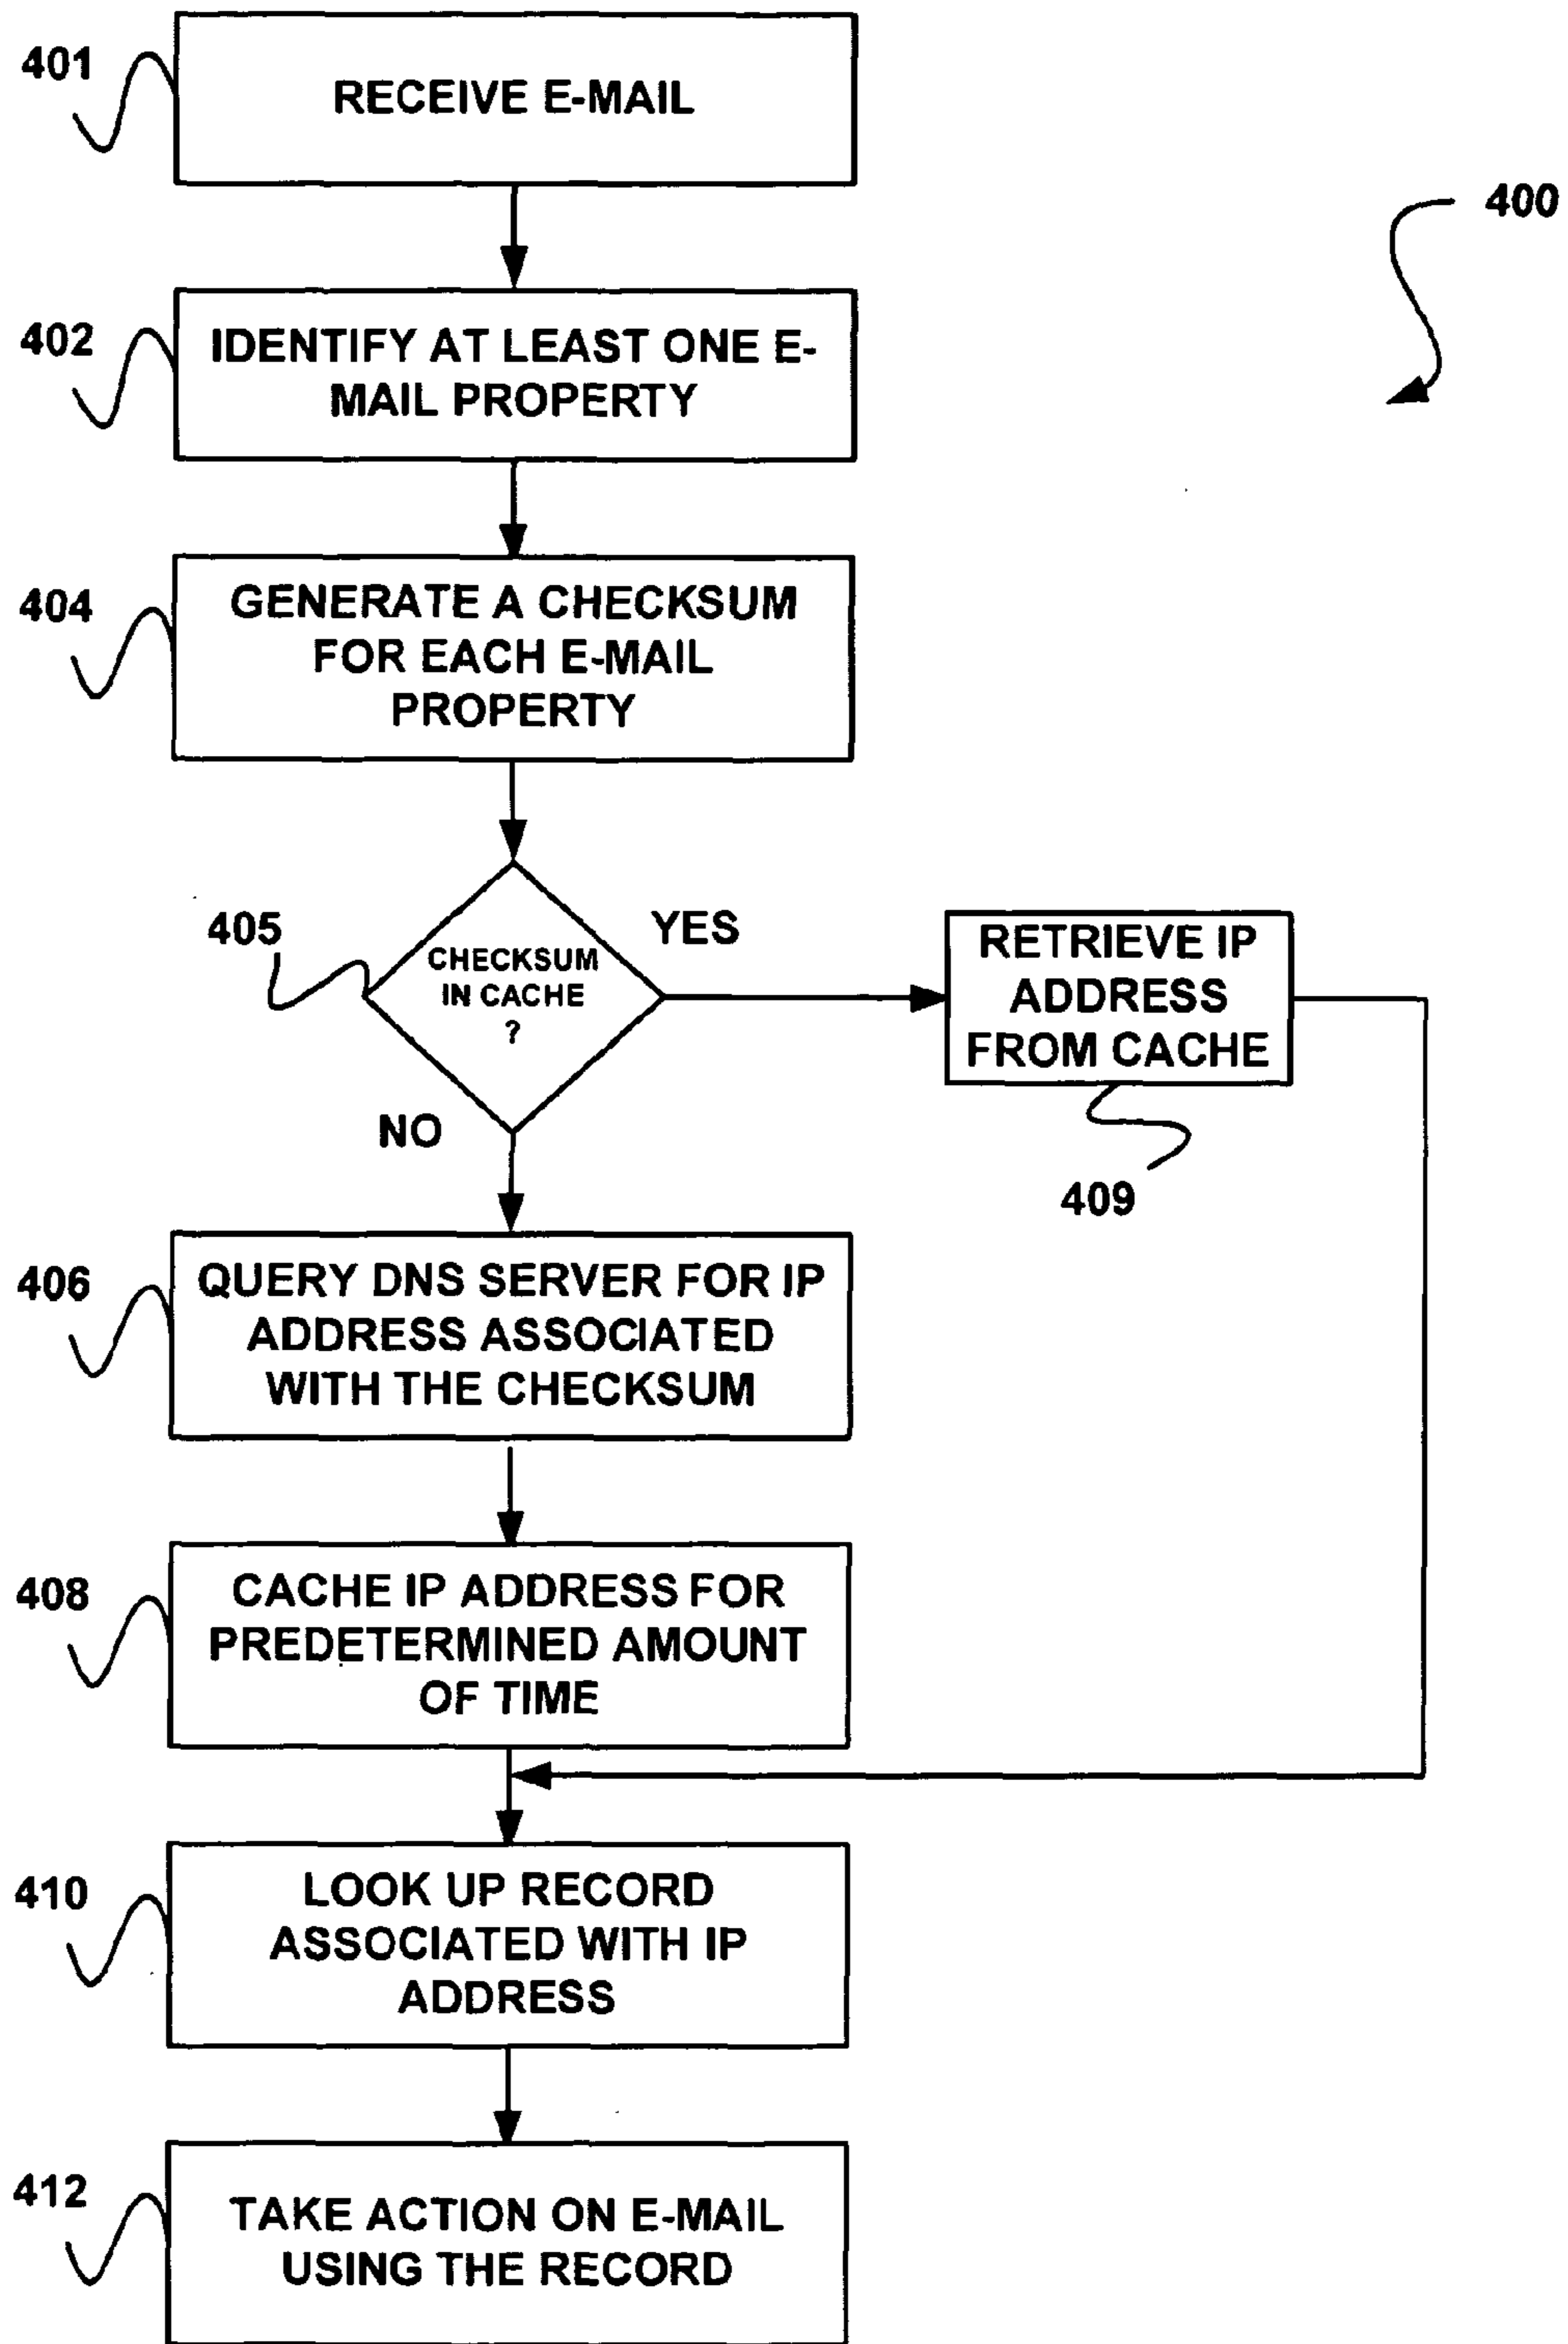 401
RECEIVE E-MAIL
400
402
IDENTIFY AT LEAST ONE E-
MAIL PROPERTY
404
GENERATE A CHECKSUM
FOR EACH E-MAIL
PROPERTY
405
CHECKSUM
IN CACHE
?
YES
RETRIEVE IP
ADDRESS
FROM CACHE
409
NO
406
QUERY DNS SERVER FOR IP
ADDRESS ASSOCIATED
WITH THE CHECKSUM
408
CACHE IP ADDRESS FOR
PREDETERMINED AMOUNT
OF TIME
410
LOOK UP RECORD
ASSOCIATED WITH IP
ADDRESS
412
TAKE ACTION ON E-MAIL
USING THE RECORD